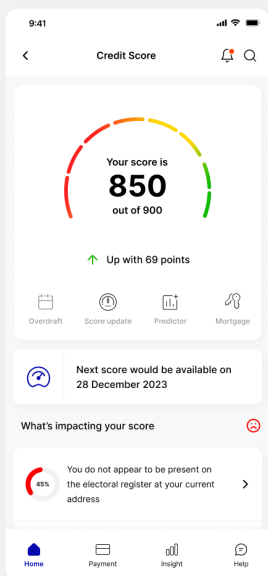 9:41
Credit Score
Your score is
850
out of 900
Up with 69 points
Overdraft
Score update
Predictor
Mortgage
Next score would be available on
28 December 2023
What's impacting your score
45%
You do not appear to be present on
the electoral register at your current
address
Home
Payment
Insight
Help